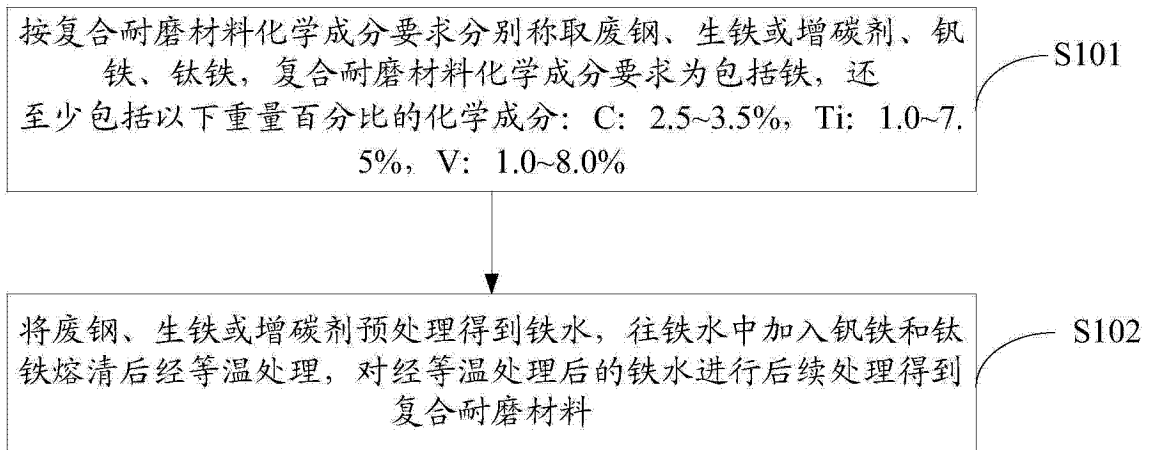 按复合耐磨材料化学成分要求分别称取废钢、生铁或增碳剂、钒
铁、钛铁，复合耐磨材料化学成分要求为包括铁，还
至少包括以下重量百分比的化学成分：C：2.5~3.5%，Ti：1.0~7.
5%，V：1.0~8.0%
S101
将废钢、生铁或增碳剂预处理得到铁水，往铁水中加入钒铁和钛
铁熔清后经等温处理，对经等温处理后的铁水进行后续处理得到
复合耐磨材料
S102